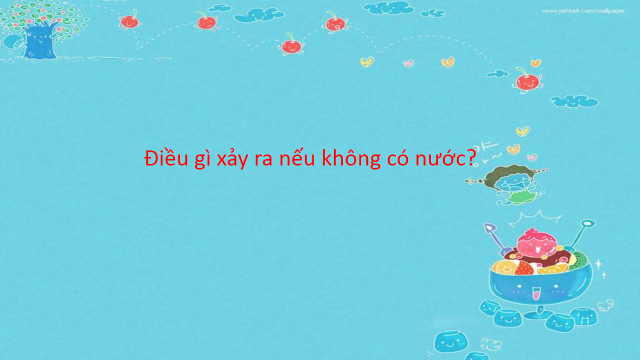 Điều gì xảy ra nếu không có nước?